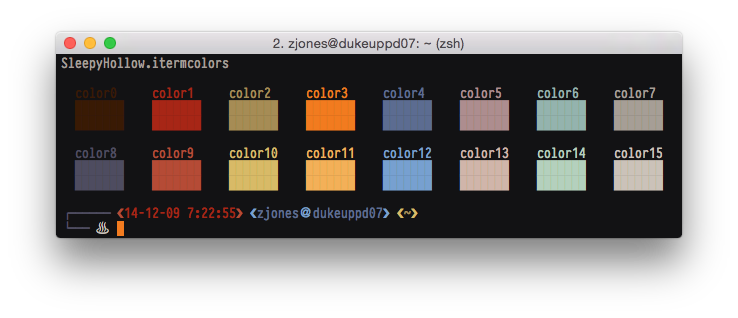 2. zjones@dukeuppd07: ~ (zsh)
SleepyHollow.itermcolors
color0 color1 color2 color3 color4 color5 color6 color7
color8 color9 color10 color11 color12 color13 color14 color15
❮14-12-09 7:22:55❯ ❮zjones@dukeuppd07❯ ❮~❯
♨